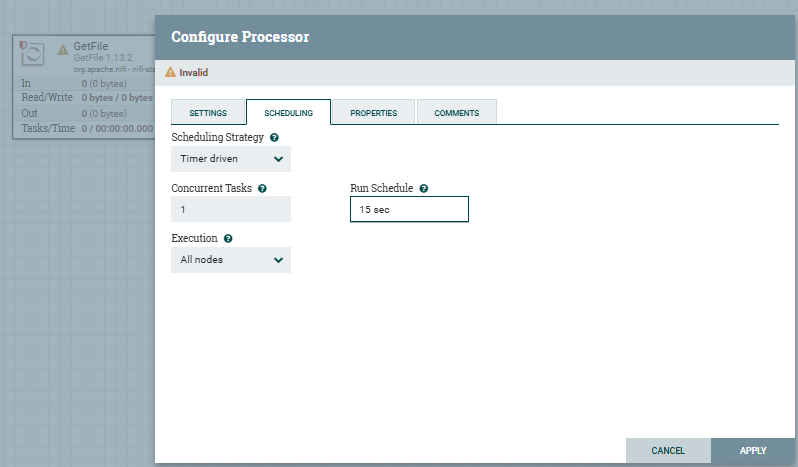 GetFile
GetFile 1.13.2
org.apache.nifi - nifi-sta
In 0 (0 bytes)
Read/Write 0 bytes / 0 bytes
Out 0 (0 bytes)
Tasks/Time 0 / 00:00:00.000
Configure Processor
Invalid
SETTINGS SCHEDULING PROPERTIES COMMENTS
Scheduling Strategy
Timer driven
Concurrent Tasks Run Schedule
1 15 sec
Execution
All nodes
CANCEL APPLY